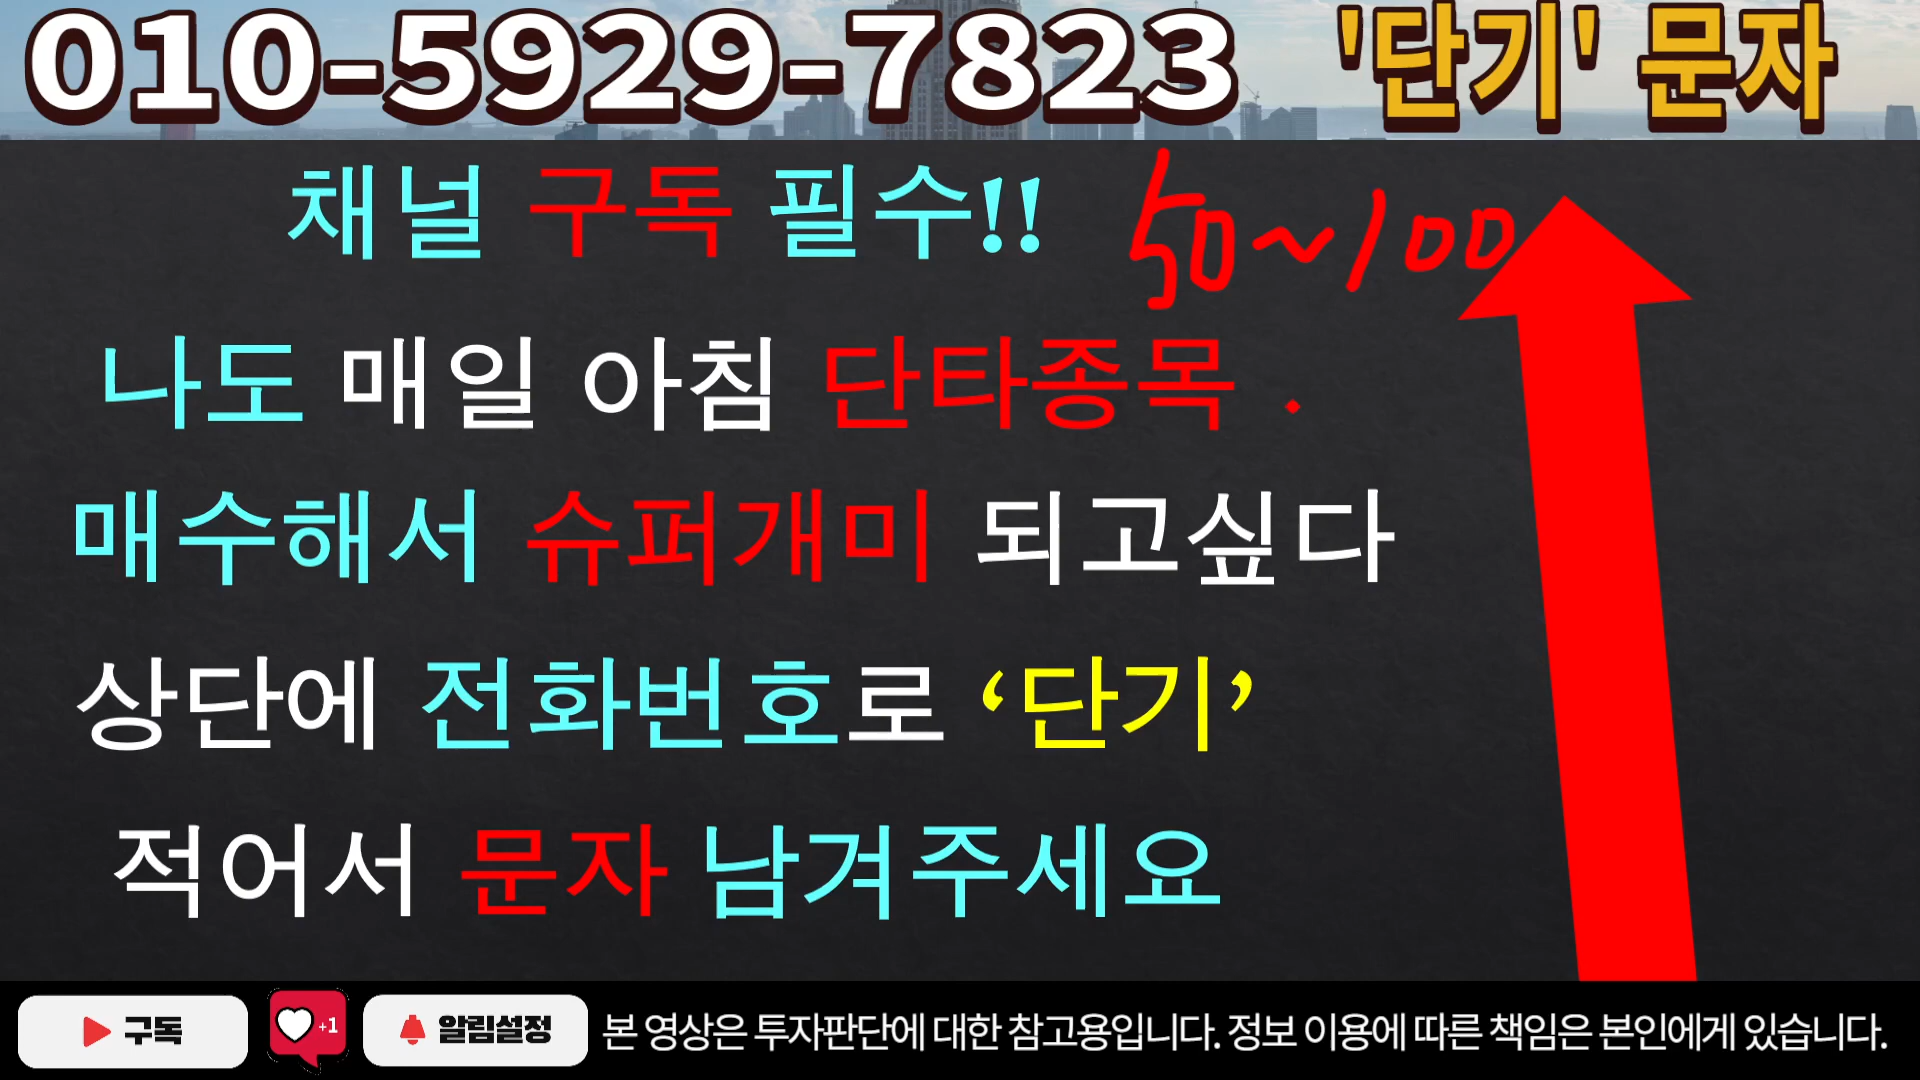 010-5929-7823 '단기' 문자
채널 구독 필수!! 50~100
나도 매일 아침 단타종목 .
매수해서 슈퍼개미 되고싶다
상단에 전화번호로 ‘단기’
적어서 문자 남겨주세요
구독 +1 알림설정 본 영상은 투자판단에 대한 참고용입니다. 정보 이용에 따른 책임은 본인에게 있습니다.